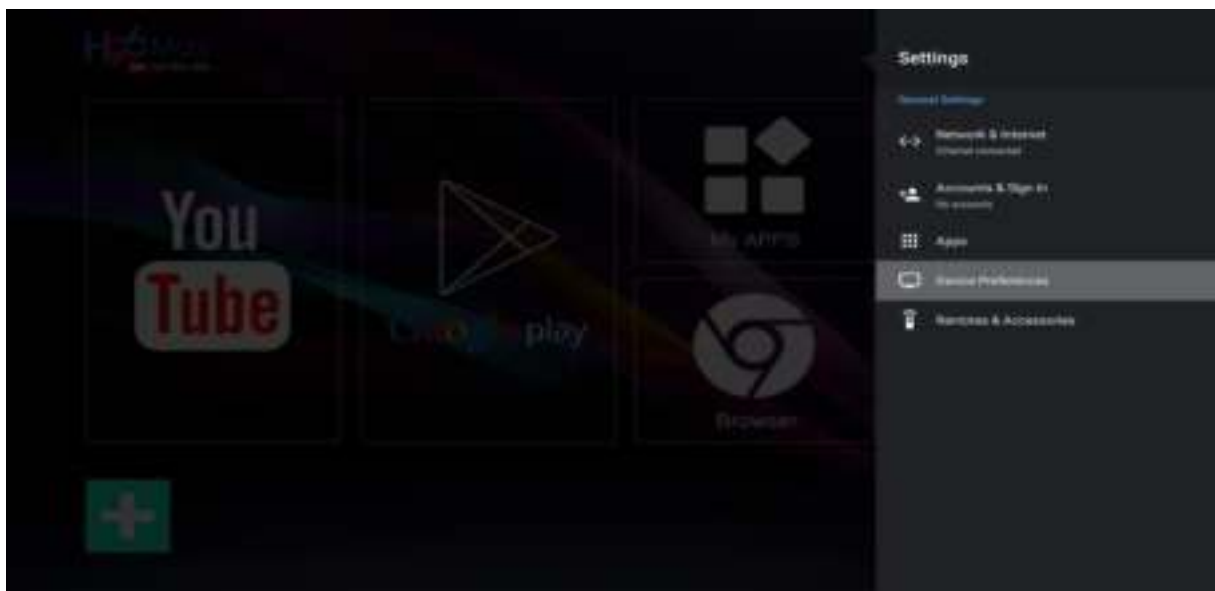 You
Tube
play
My APPS
Browser
Settings
General Settings
Network & Internet
Ethernet connected
Accounts & Sign In
No accounts
Apps
Device Preferences
Remotes & Accessories